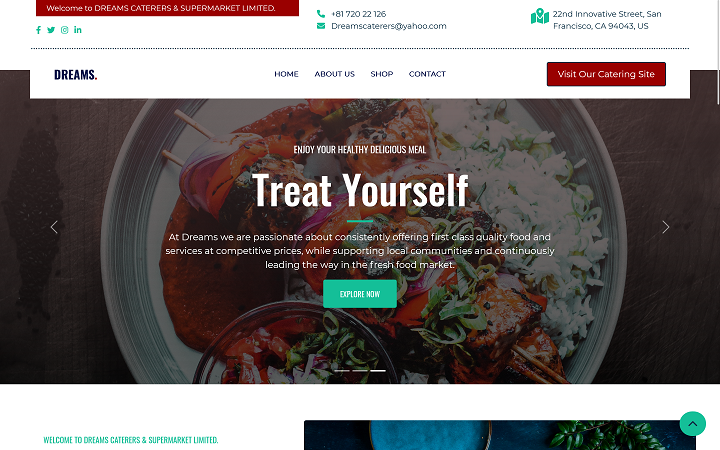 Welcome to DREAMS CATERERS & SUPERMARKET LIMITED.
+81 720 22 126
Dreamscaterers@yahoo.com
22nd Innovative Street, San
Francisco, CA 94043, US
DREAMS.
HOME ABOUT US SHOP CONTACT
Visit Our Catering Site
ENJOY YOUR HEALTHY DELICIOUS MEAL
Treat Yourself
At Dreams we are passionate about consistently offering first class quality food and
services at competitive prices, while supporting local communities and continuously
leading the way in the fresh food market.
EXPLORE NOW
WELCOME TO DREAMS CATERERS & SUPERMARKET LIMITED.